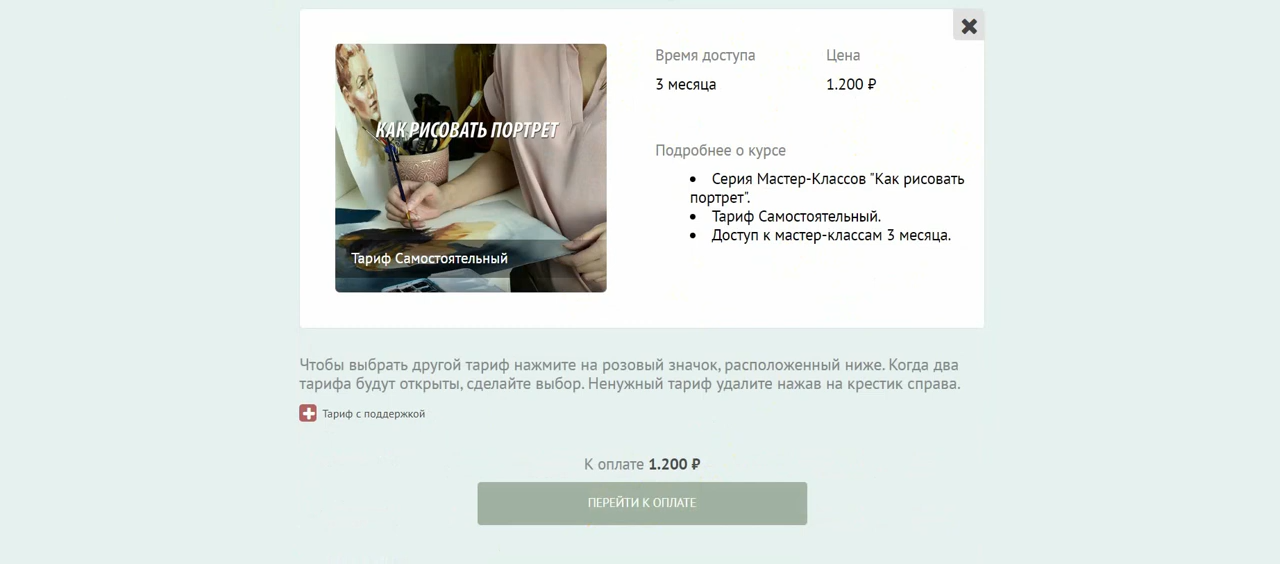 Время доступа
Цена
3 месяца
1.200 ₽
КАК РИСОВАТЬ ПОРТРЕТ
Тариф Самостоятельный
Подробнее о курсе
Серия Мастер-Классов "Как рисовать
портрет".
Тариф Самостоятельный.
Доступ к мастер-классам 3 месяца.
Чтобы выбрать другой тариф нажмите на розовый значок, расположенный ниже. Когда два
тарифа будут открыты, сделайте выбор. Ненужный тариф удалите нажав на крестик справа.
Тариф с поддержкой
К оплате 1.200 ₽
ПЕРЕЙТИ К ОПЛАТЕ